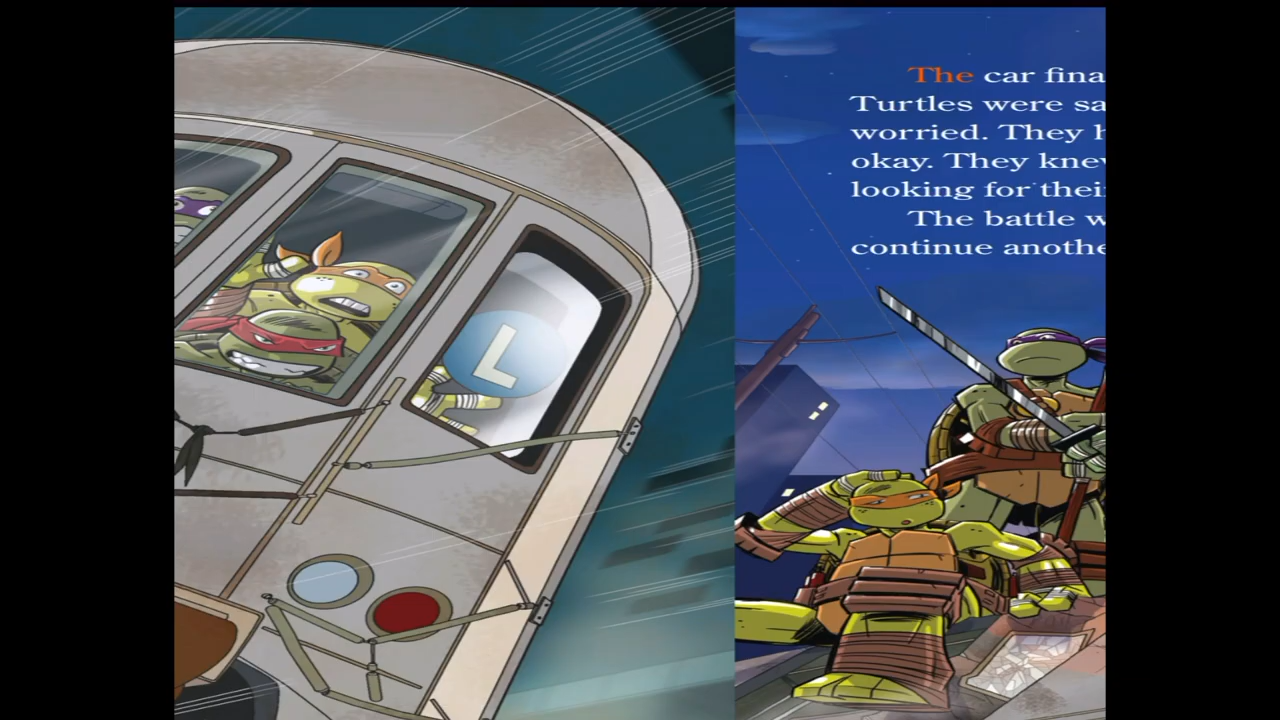 L
The car fina
Turtles were sa
worried. They h
okay. They knew
looking for thei
The battle w
continue anothe